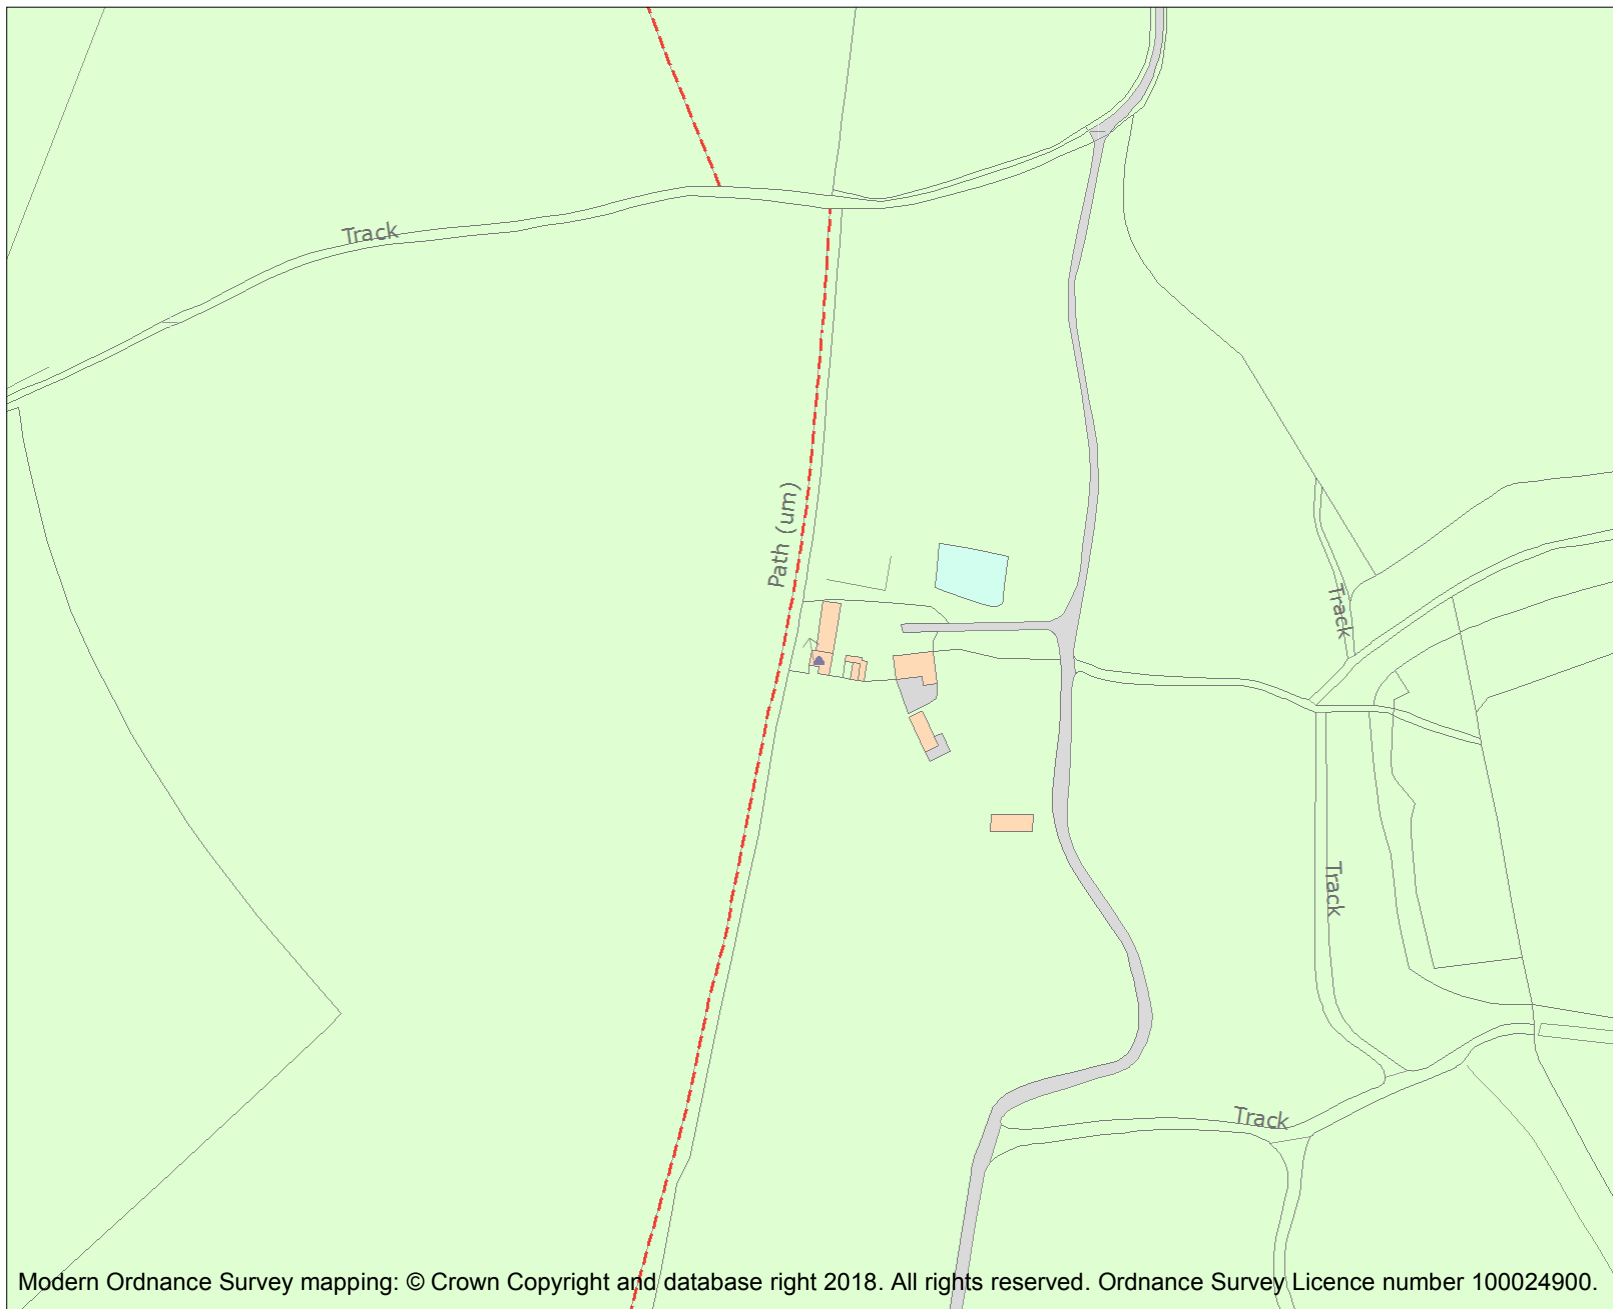 Track
Path (um)
Track
Track
Track
Modern Ordnance Survey mapping: © Crown Copyright and database right 2018. All rights reserved. Ordnance Survey Licence number 100024900.